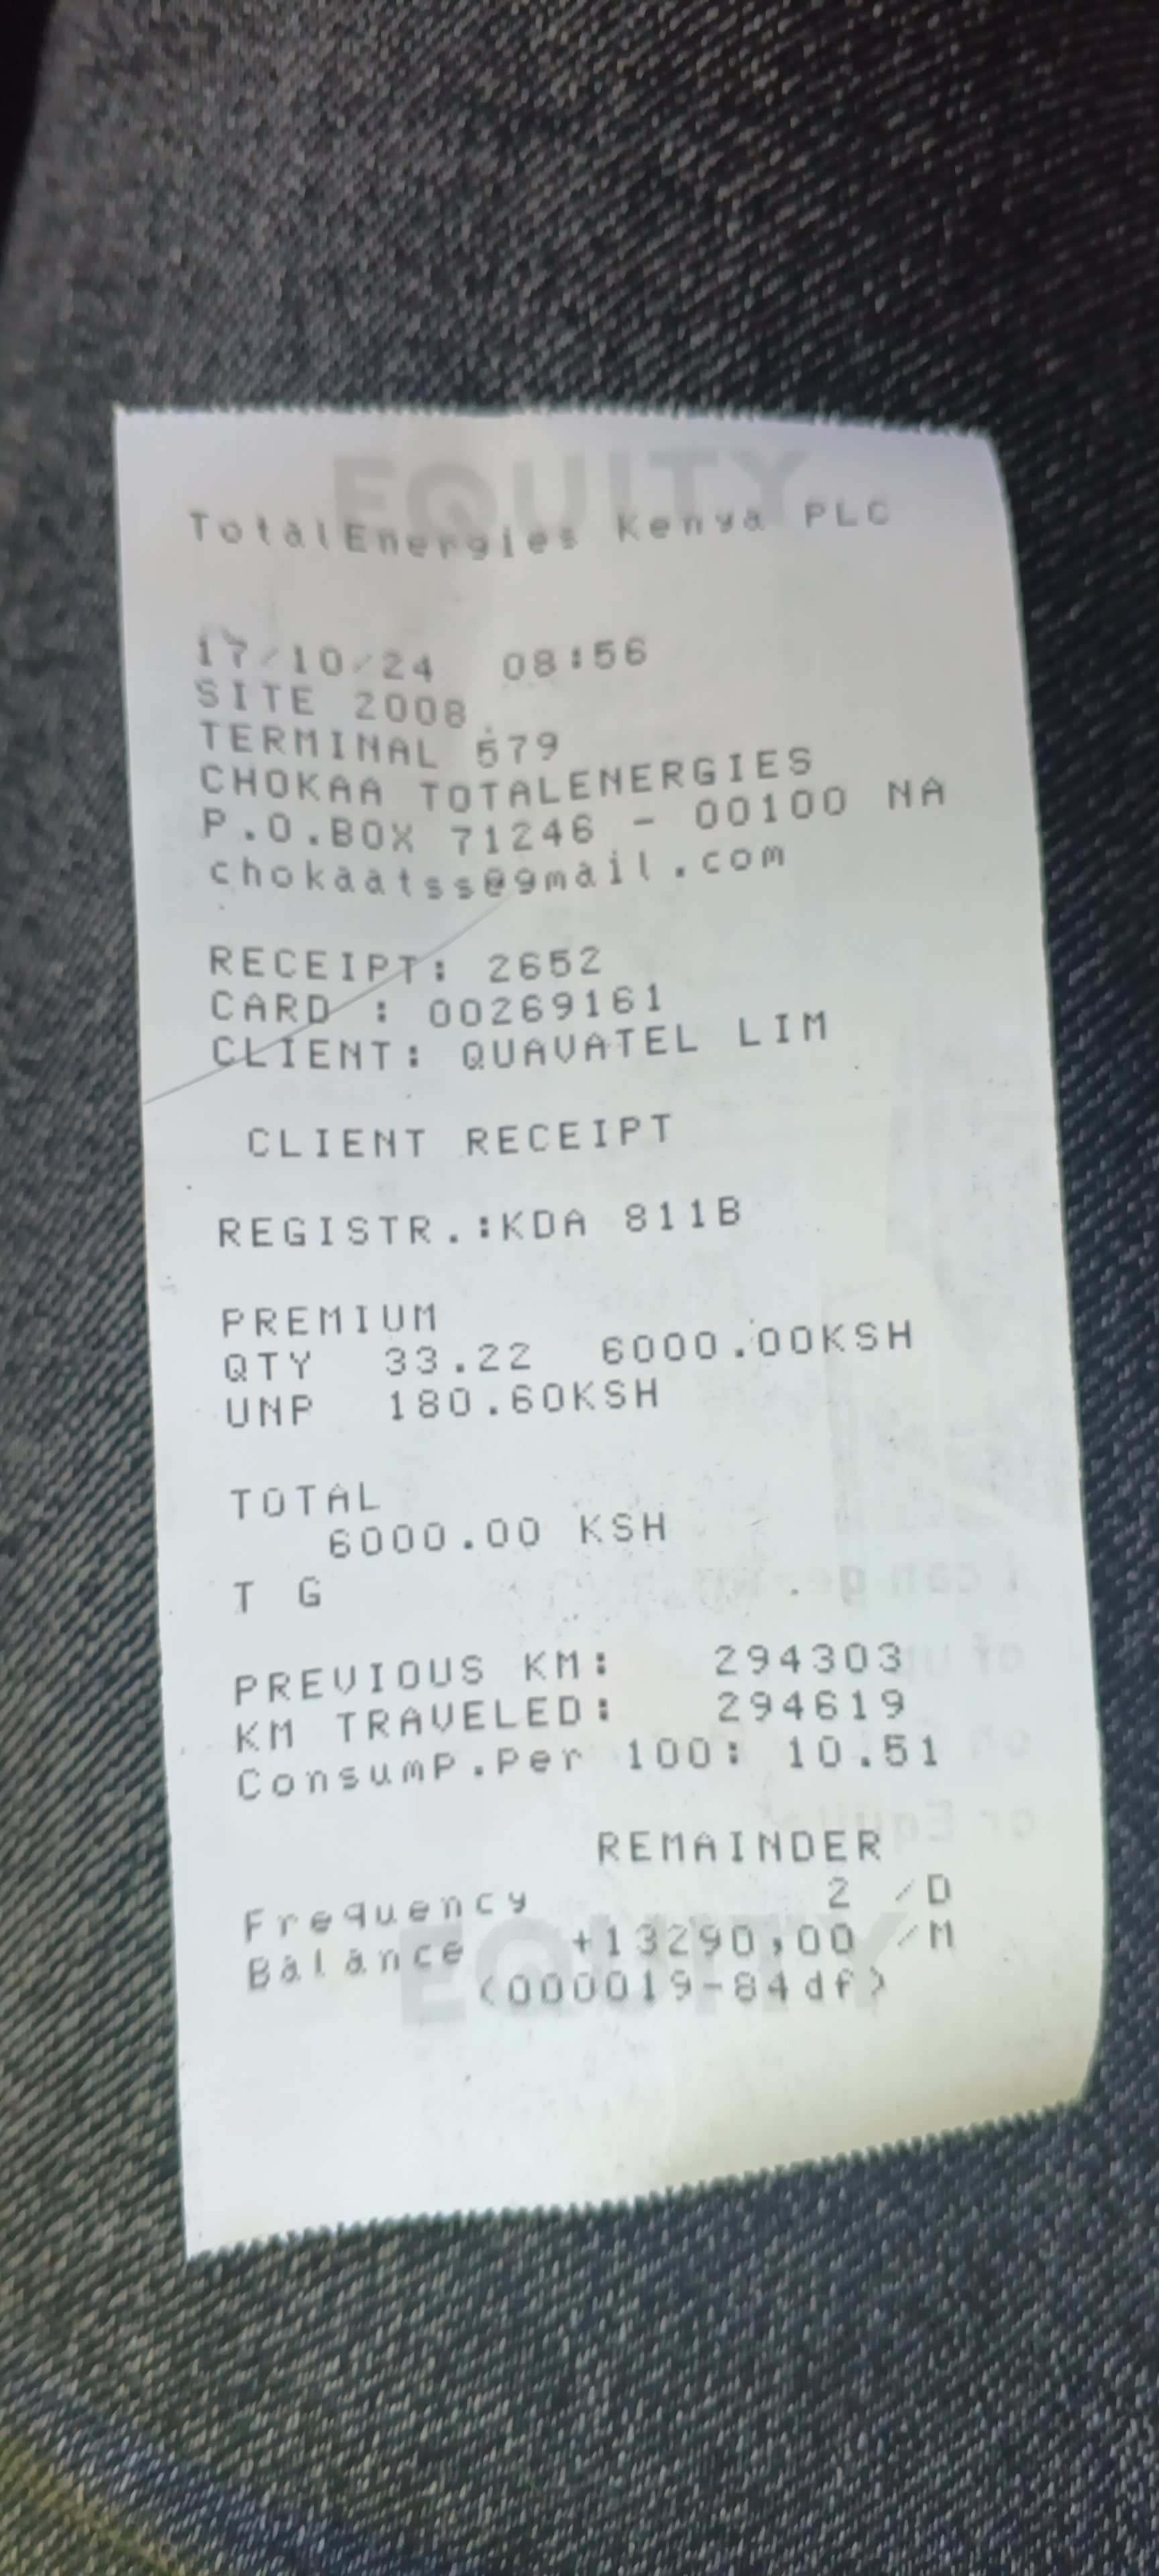 EQUITY
TotalEnergies Kenya PLC
17/10/24 08:56
SITE 2008
TERMINAL 579
CHOKAA TOTALENERGIES
P.O.BOX 71246 - 00100 NA
chokaatss@gmail.com
RECEIPT: 2652
CARD : 00269161
CLIENT: QUAVATEL LIM
CLIENT RECEIPT
REGISTR.:KDA 811B
PREMIUM
QTY 33.22 6000.00KSH
UNP 180.60KSH
TOTAL
6000.00 KSH
T G
PREVIOUS KM: 294303
KM TRAVELED: 294619
Consump.Per 100: 10.51
REMAINDER
Frequency 2 /D
Balance +13290,00 /M
EQUITY
(000019-84df)